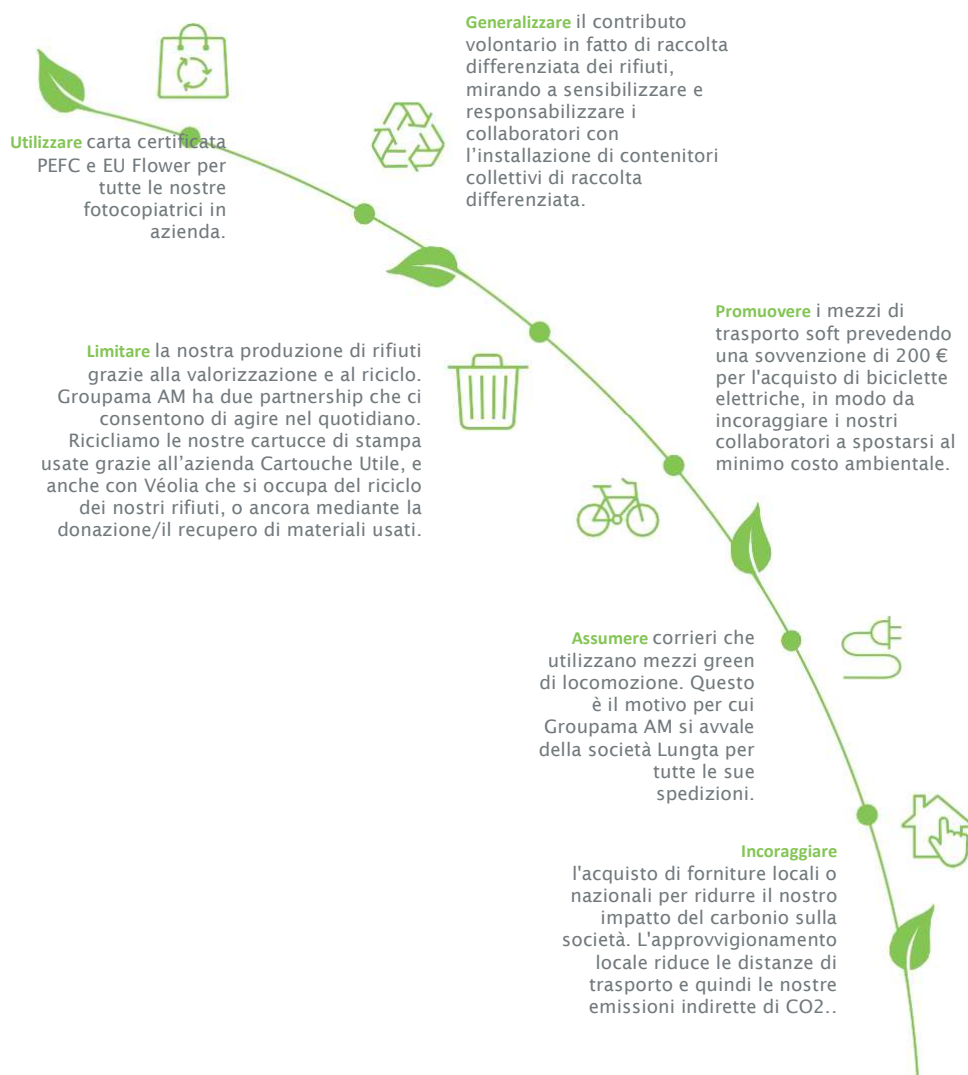 Utilizzare carta certificata
PEFC e EU Flower per
tutte le nostre
fotocopiatrici in
azienda.
Generalizzare il contributo
volontario in fatto di raccolta
differenziata dei rifiuti,
mirando a sensibilizzare e
responsabilizzare i
collaboratori con
l’installazione di contenitori
collettivi di raccolta
differenziata.
Limitare la nostra produzione di rifiuti
grazie alla valorizzazione e al riciclo.
Groupama AM ha due partnership che ci
consentono di agire nel quotidiano.
Ricicliamo le nostre cartucce di stampa
usate grazie all’azienda Cartouche Utile, e
anche con Véolia che si occupa del riciclo
dei nostri rifiuti, o ancora mediante la
donazione/il recupero di materiali usati.
Promuovere i mezzi di
trasporto soft prevedendo
una sovvenzione di 200 €
per l'acquisto di biciclette
elettriche, in modo da
incoraggiare i nostri
collaboratori a spostarsi al
minimo costo ambientale.
Assumere corrieri che
utilizzano mezzi green
di locomozione. Questo
è il motivo per cui
Groupama AM si avvale
della società Lungta per
tutte le sue
spedizioni.
Incoraggiare
l'acquisto di forniture locali o
nazionali per ridurre il nostro
impatto del carbonio sulla
società. L'approvvigionamento
locale riduce le distanze di
trasporto e quindi le nostre
emissioni indirette di CO2..